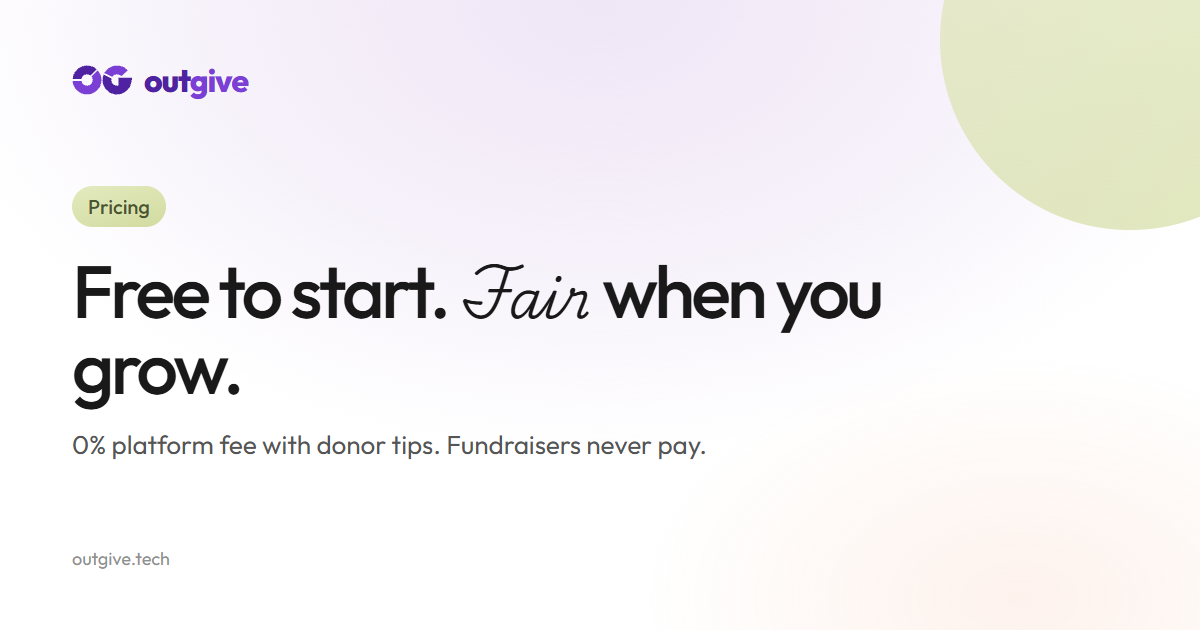 OG outgive
Pricing
Free to start. Fair when you
grow.
0% platform fee with donor tips. Fundraisers never pay.
outgive.tech